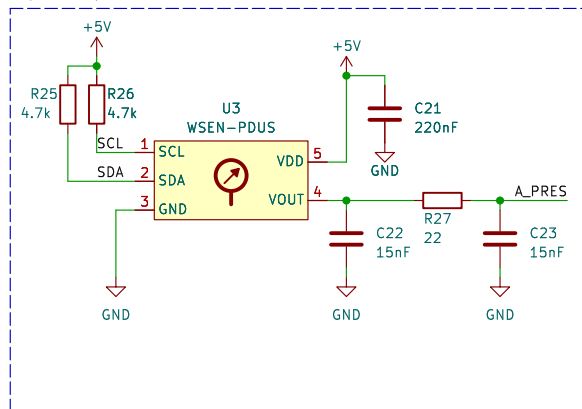 +5V
R25
4.7k
R26
4.7k
SCL
SDA
U3
WSEN-PDUS
1
SCL
2
SDA
3
GND
VDD
5
VOUT
4
+5V
C21
220nF
GND
A_PRES
R27
22
C22
15nF
C23
15nF
GND
GND
GND